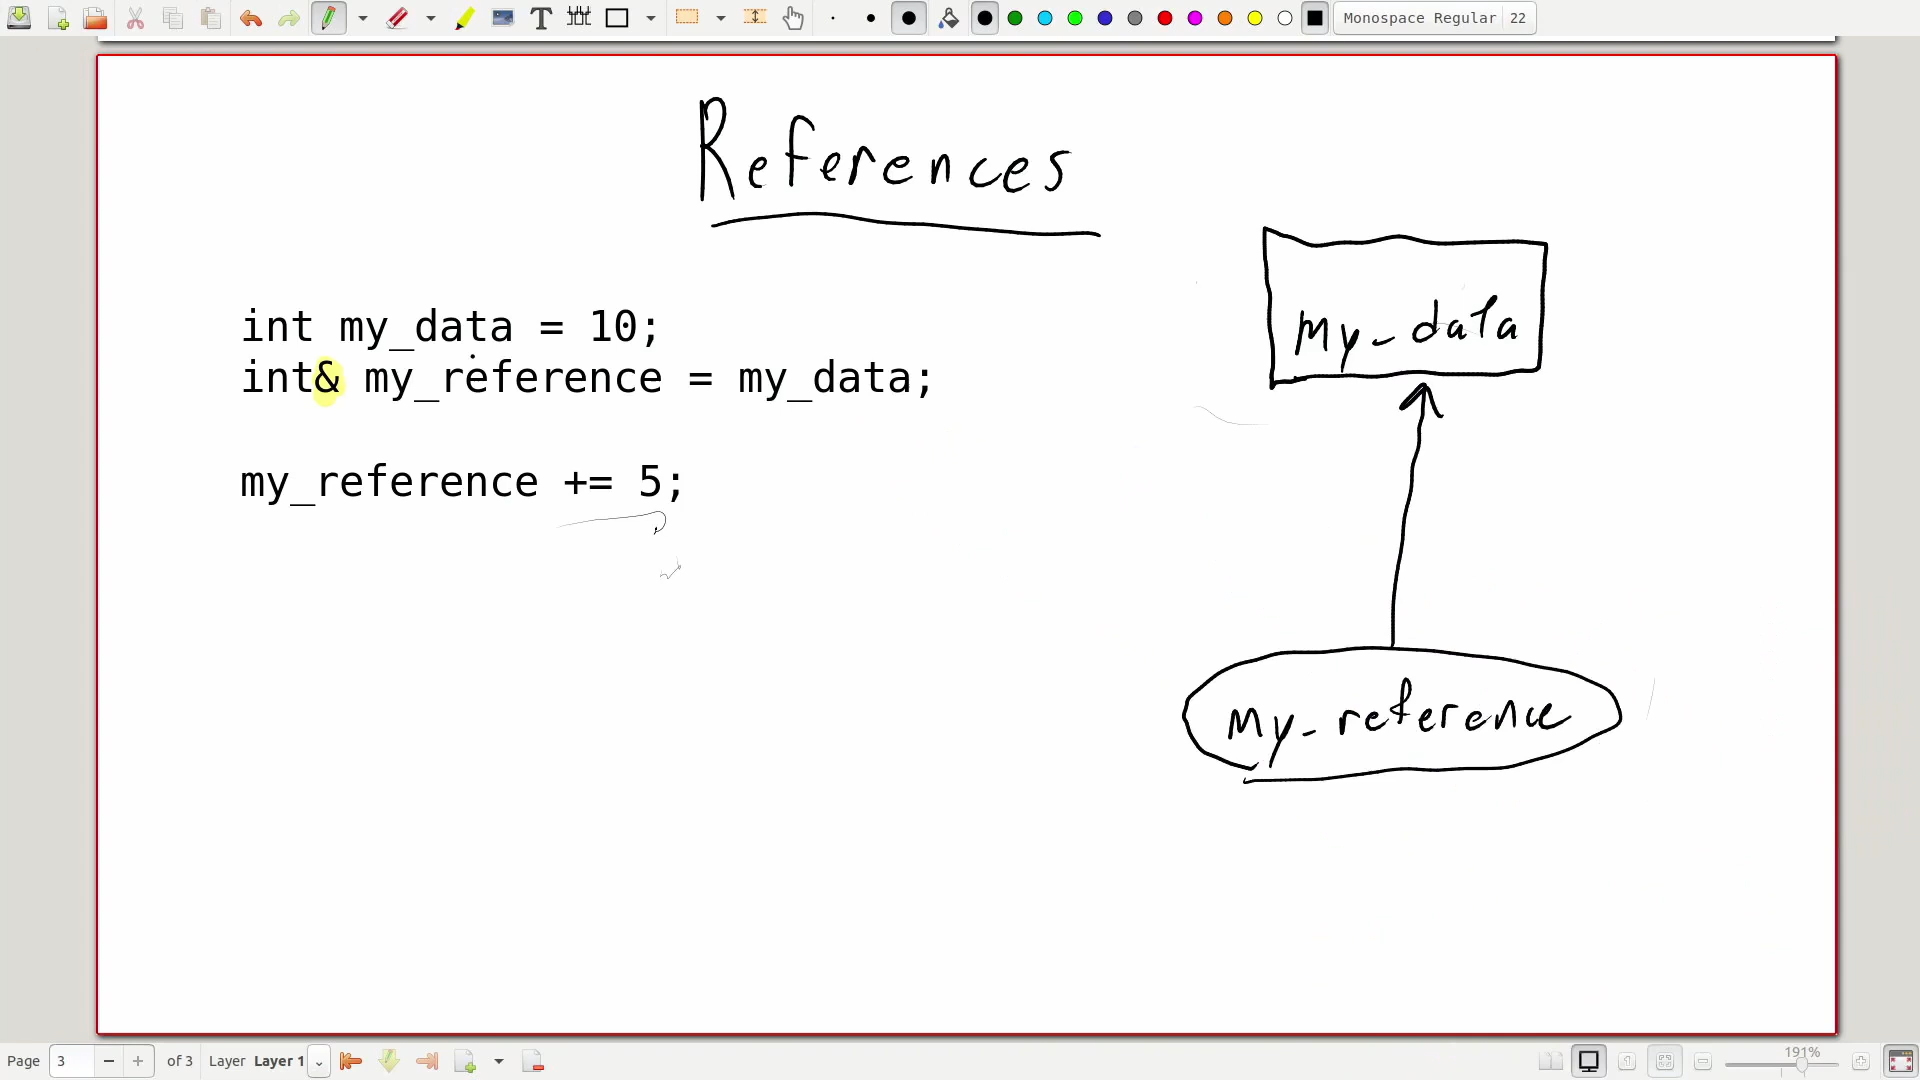 Monospace Regular 22
References
int my_data = 10;
int& my_reference = my_data;
my_reference += 5;
my_data
my_reference
Page 3 of 3 Layer Layer 1
191%